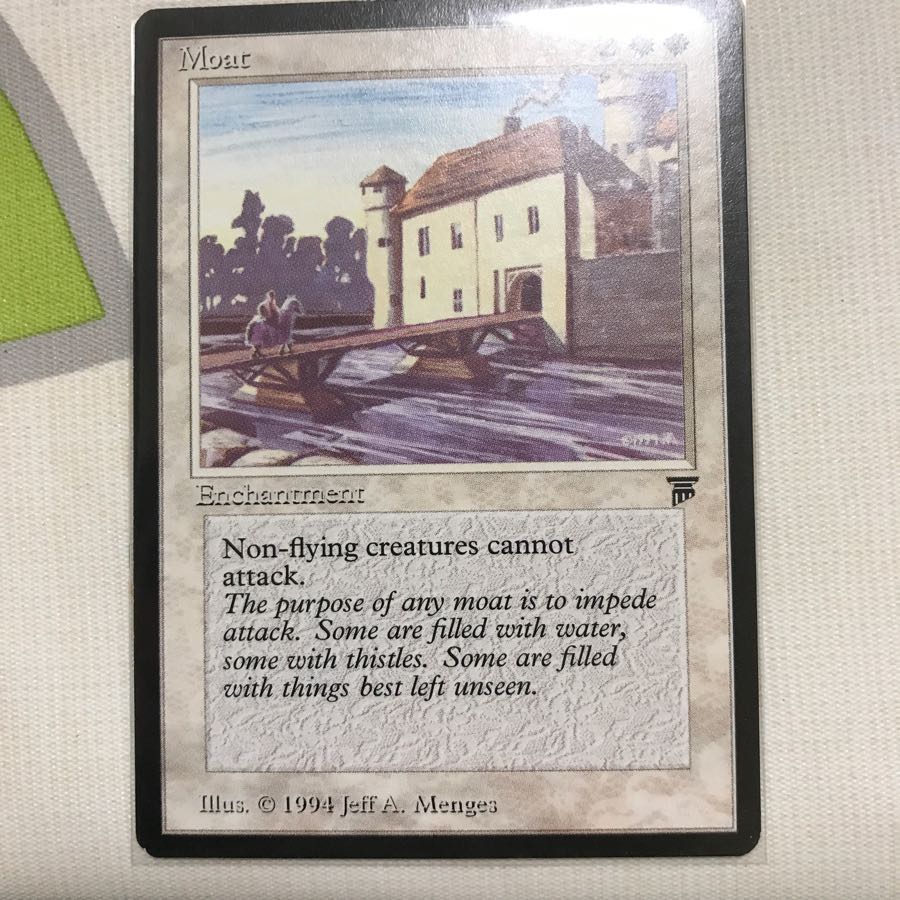 Moat 2
Enchantment
Non-flying creatures cannot
attack.
The purpose of any moat is to impede
attack. Some are filled with water,
some with thistles. Some are filled
with things best left unseen.
Illus. © 1994 Jeff A. Menges